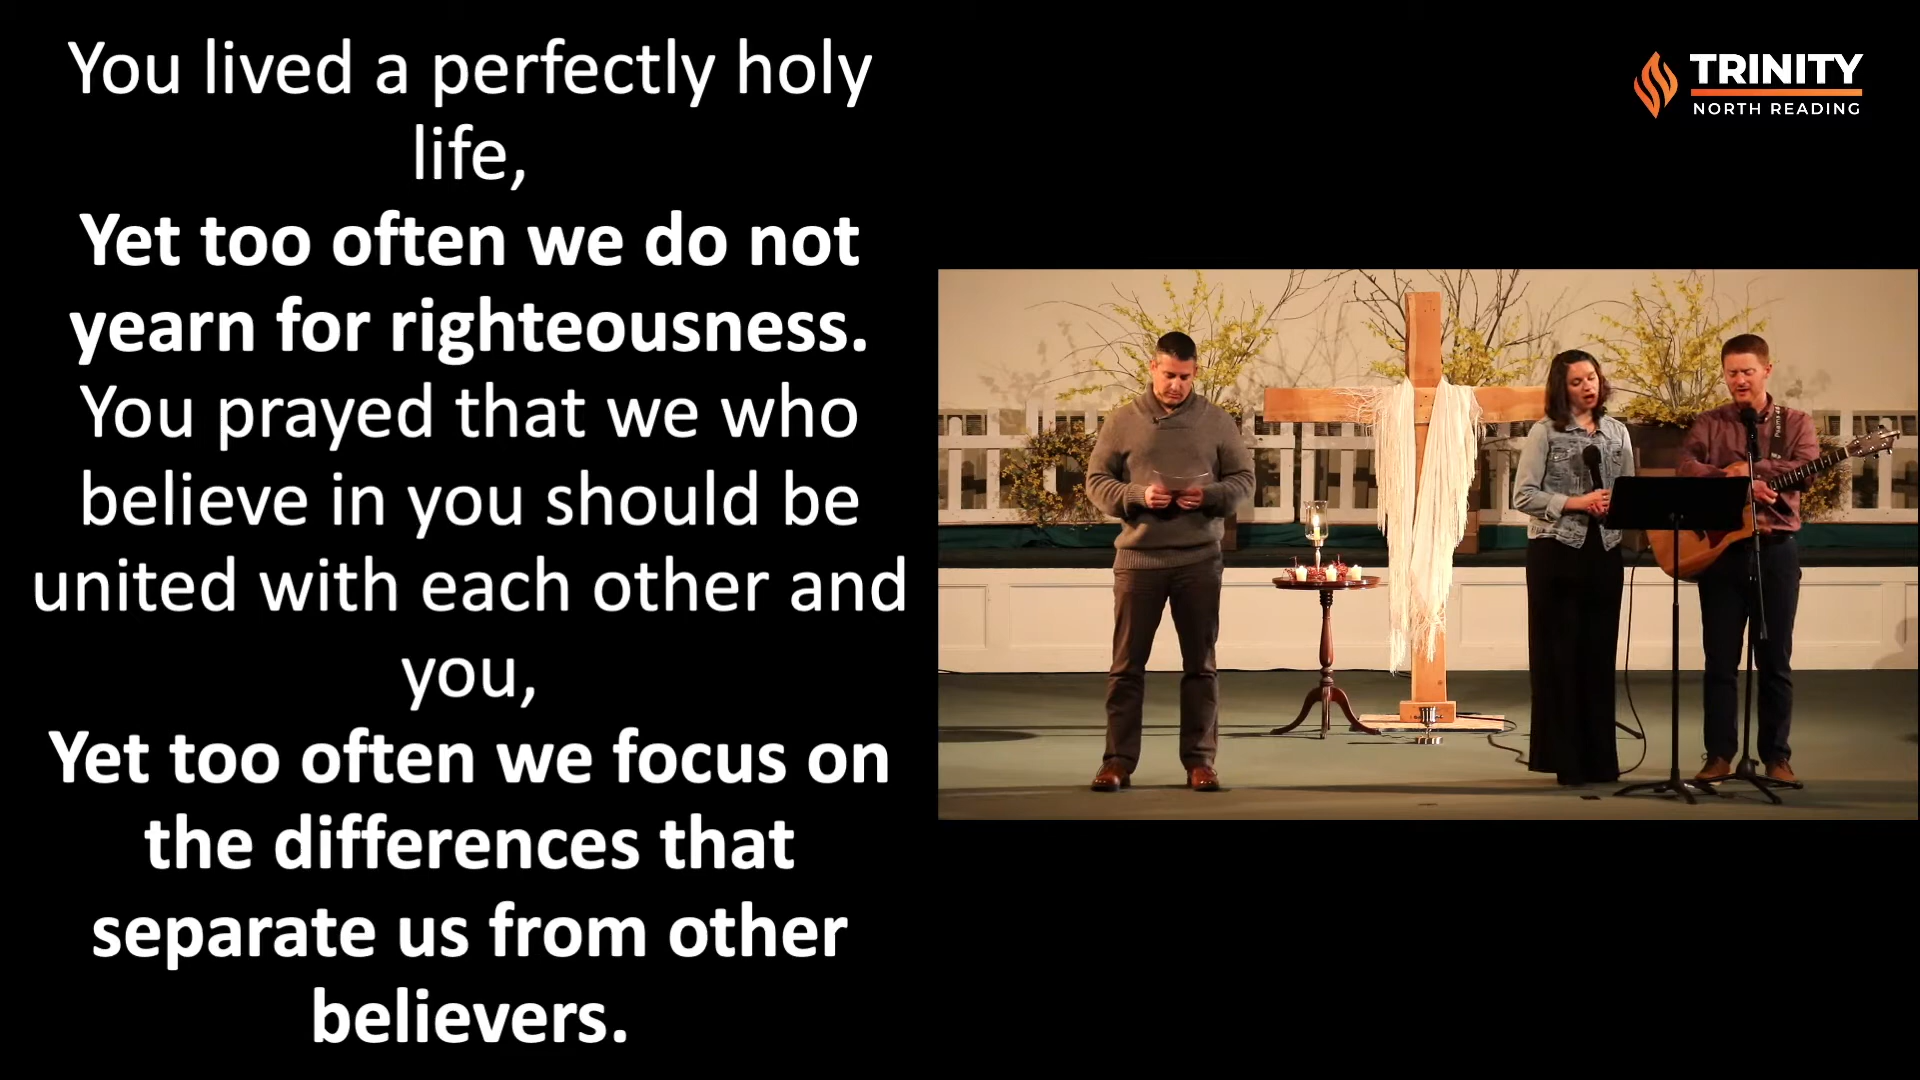 You lived a perfectly holy
life,
Yet too often we do not
yearn for righteousness.
You prayed that we who
believe in you should be
united with each other and
you,
Yet too often we focus on
the differences that
separate us from other
believers.
TRINITY
NORTH READING